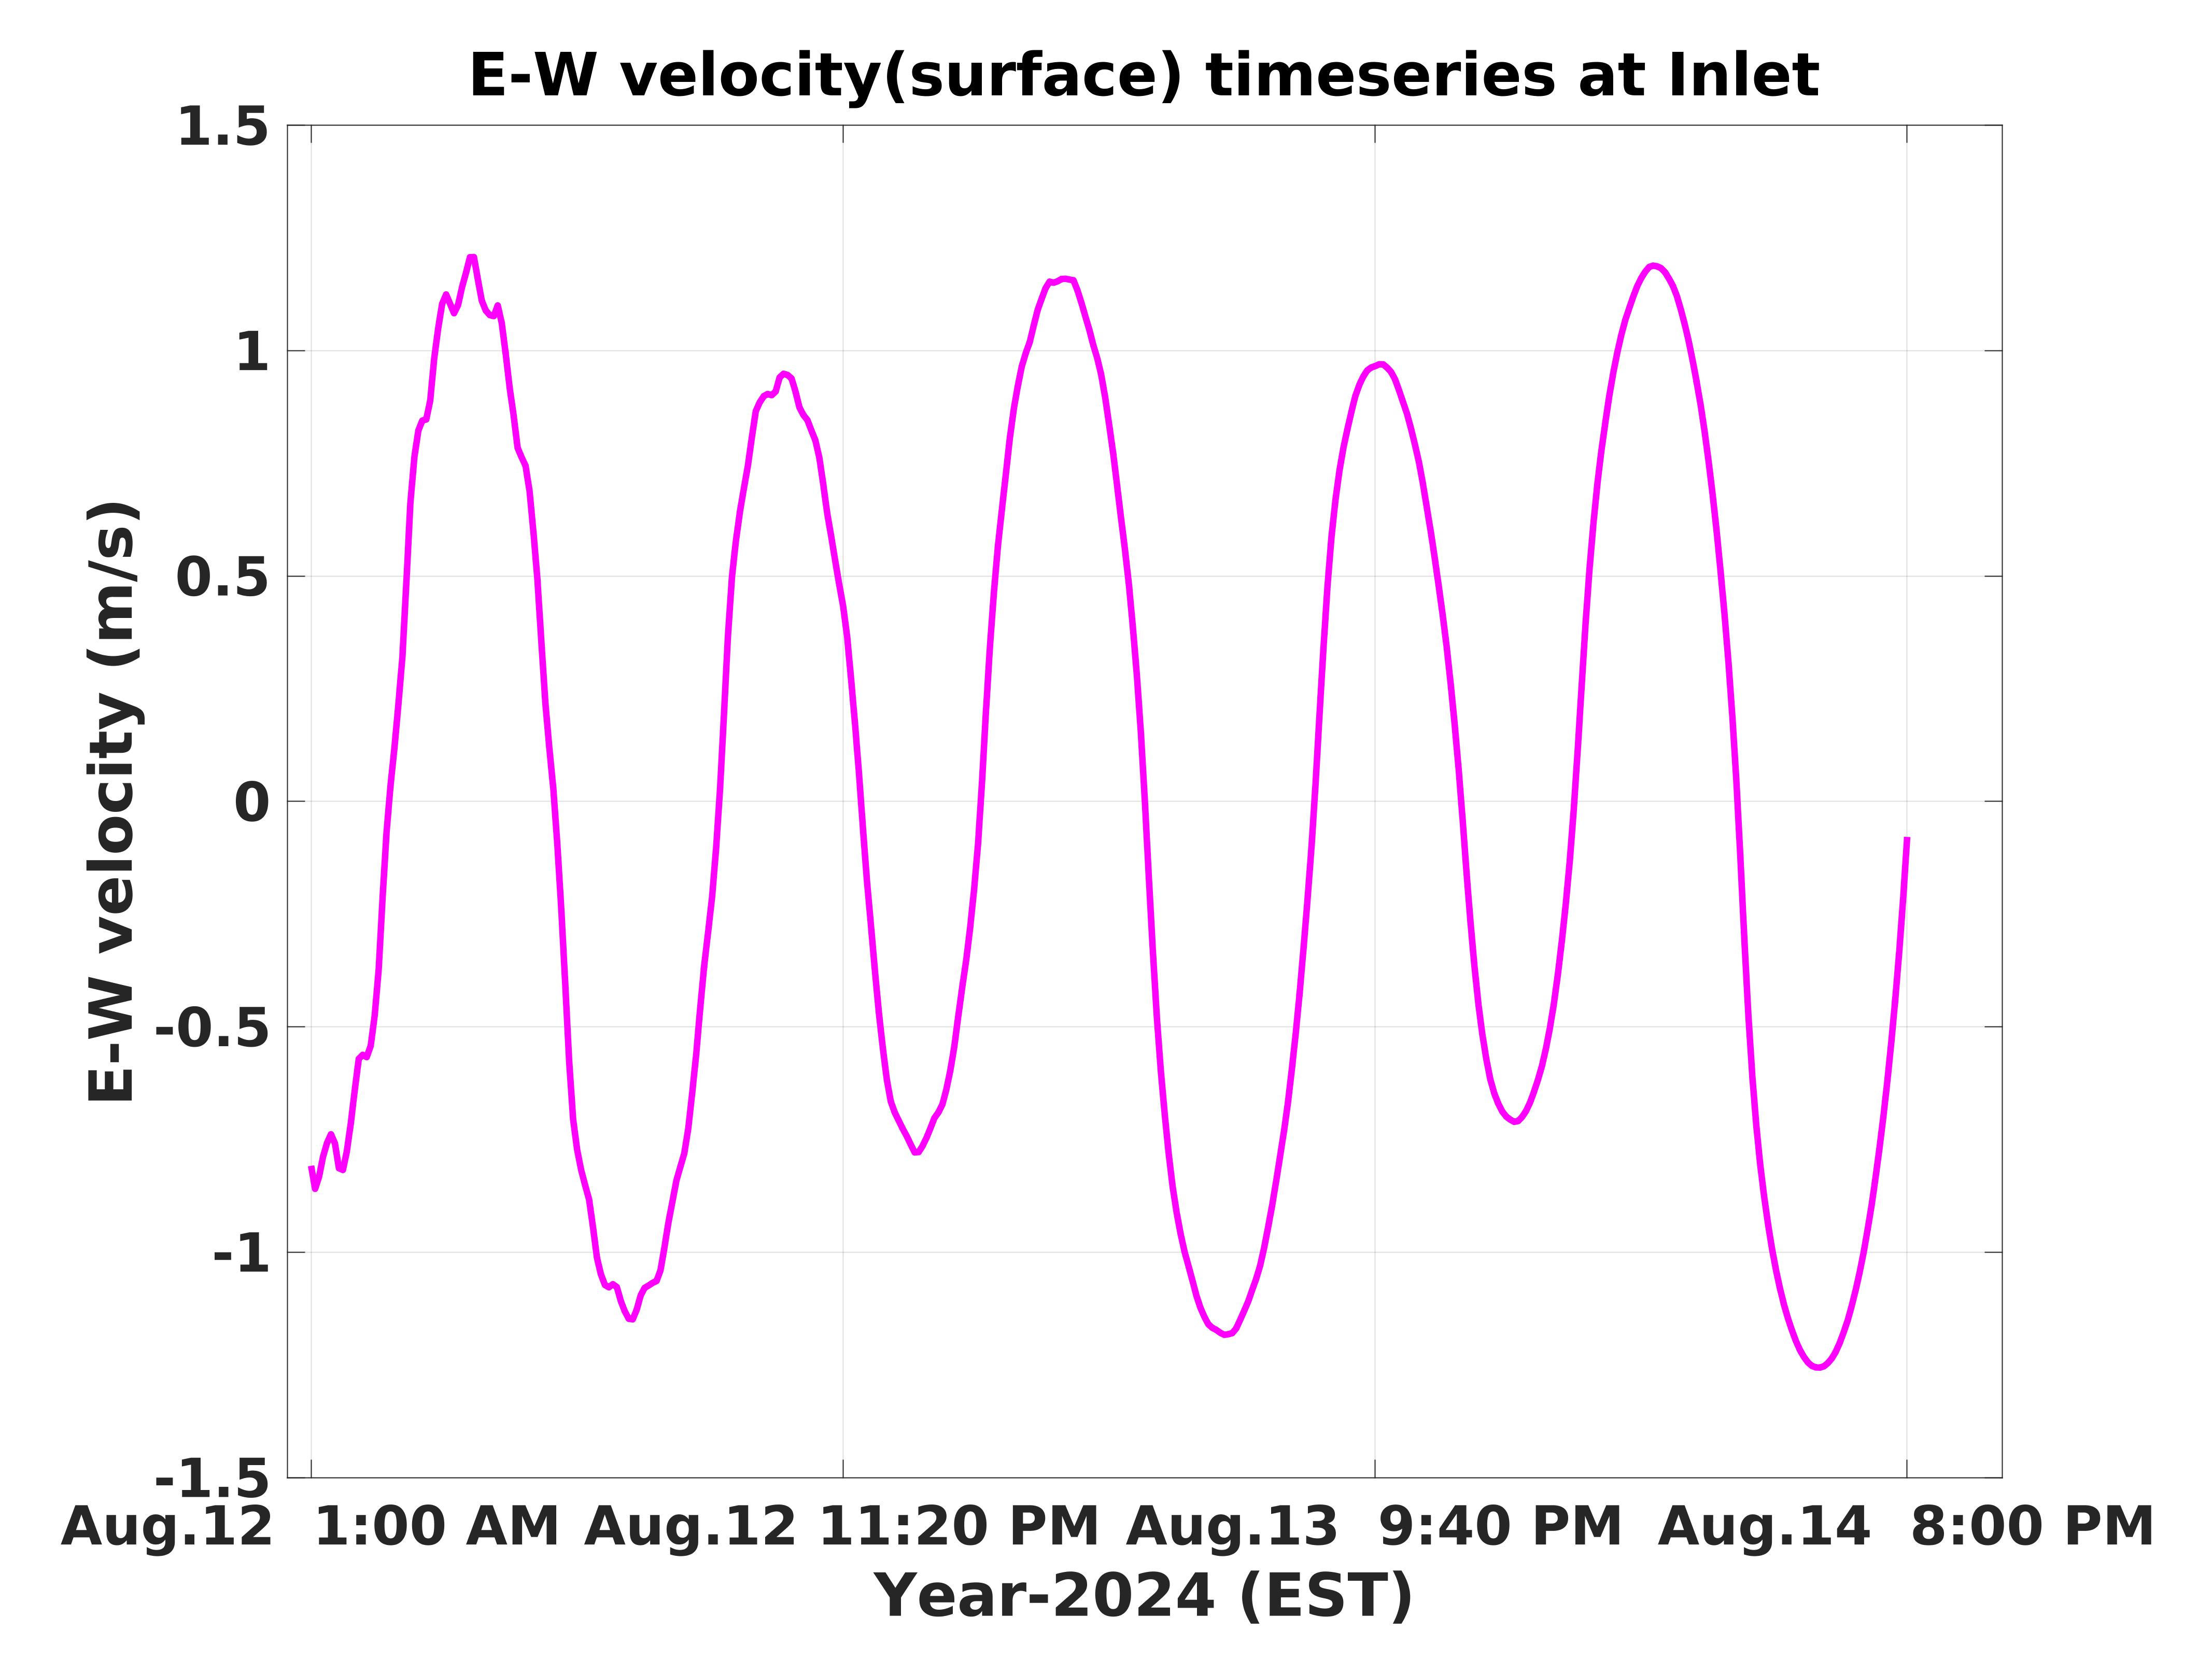 E-W velocity(surface) timeseries at Inlet
1.5
1
0.5
0
-0.5
-1
-1.5
E-W velocity (m/s)
Aug.12  1:00 AM Aug.12 11:20 PM Aug.13  9:40 PM Aug.14  8:00 PM
Year-2024 (EST)